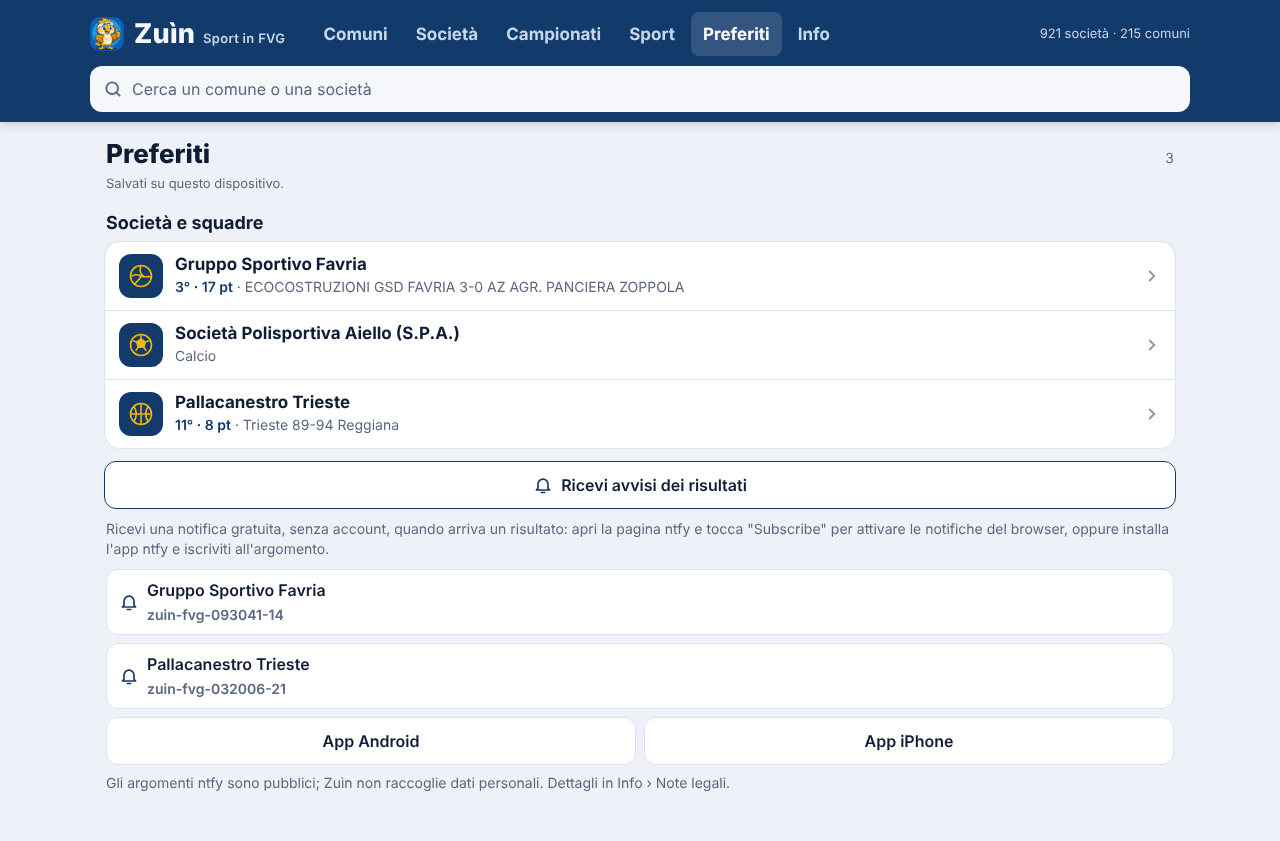 Zuìn Sport in FVG
Comuni Società Campionati Sport Preferiti Info
921 società · 215 comuni
Cerca un comune o una società
Preferiti
3
Salvati su questo dispositivo.
Società e squadre
Gruppo Sportivo Favria
3° · 17 pt · ECOCOSTRUZIONI GSD FAVRIA 3-0 AZ AGR. PANCIERA ZOPPOLA
Società Polisportiva Aiello (S.P.A.)
Calcio
Pallacanestro Trieste
11° · 8 pt · Trieste 89-94 Reggiana
Ricevi avvisi dei risultati
Ricevi una notifica gratuita, senza account, quando arriva un risultato: apri la pagina ntfy e tocca "Subscribe" per attivare le notifiche del browser, oppure installa
l'app ntfy e iscriviti all'argomento.
Gruppo Sportivo Favria
zuin-fvg-093041-14
Pallacanestro Trieste
zuin-fvg-032006-21
App Android
App iPhone
Gli argomenti ntfy sono pubblici; Zuìn non raccoglie dati personali. Dettagli in Info › Note legali.